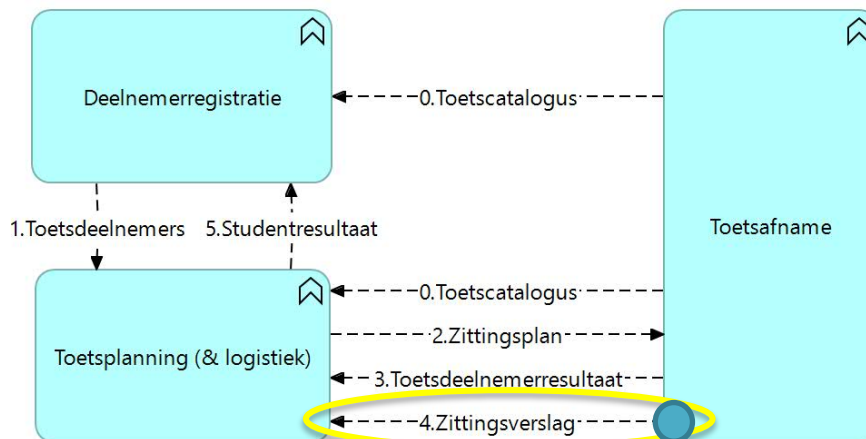 Deelnemerregistratie
0.Toetscatalogus
1.Toetsdeelnemers
5.Studentresultaat
Toetsafname
0.Toetscatalogus
2.Zittingsplan
Toetsplanning (& logistiek)
3.Toetsdeelnemerresultaat
4.Zittingsverslag